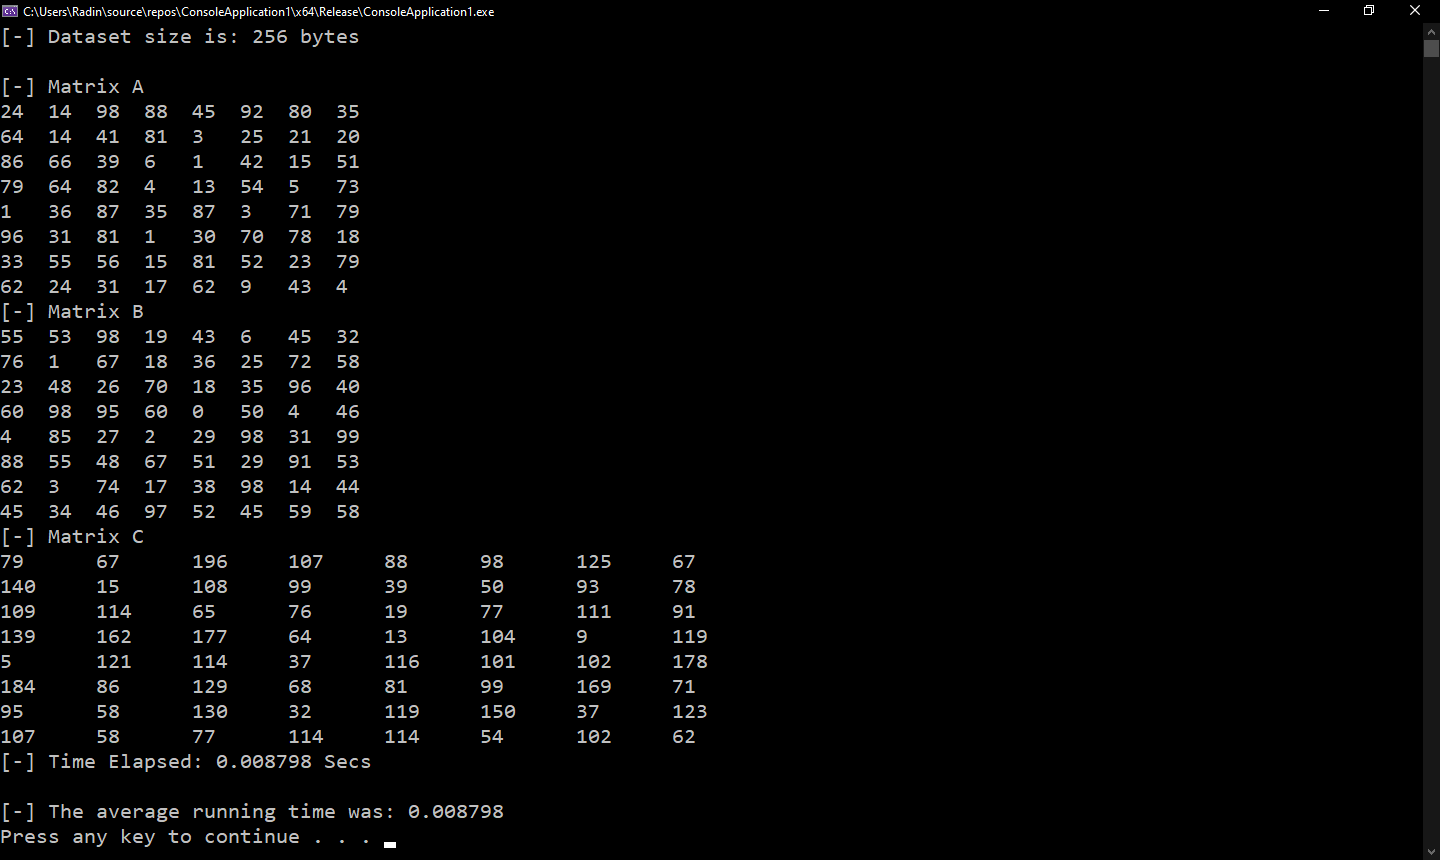 C:\Users\Radin\source\repos\ConsoleApplication1\x64\Release\ConsoleApplication1.exe
[-] Dataset size is: 256 bytes
[-] Matrix A
24 14 98 88 45 92 80 35
64 14 41 81 3 25 21 20
86 66 39 6 1 42 15 51
79 64 82 4 13 54 5 73
1 36 87 35 87 3 71 79
96 31 81 1 30 70 78 18
33 55 56 15 81 52 23 79
62 24 31 17 62 9 43 4
[-] Matrix B
55 53 98 19 43 6 45 32
76 1 67 18 36 25 72 58
23 48 26 70 18 35 96 40
60 98 95 60 0 50 4 46
4 85 27 2 29 98 31 99
88 55 48 67 51 29 91 53
62 3 74 17 38 98 14 44
45 34 46 97 52 45 59 58
[-] Matrix C
79 67 196 107 88 98 125 67
140 15 108 99 39 50 93 78
109 114 65 76 19 77 111 91
139 162 177 64 13 104 9 119
5 121 114 37 116 101 102 178
184 86 129 68 81 99 169 71
95 58 130 32 119 150 37 123
107 58 77 114 114 54 102 62
[-] Time Elapsed: 0.008798 Secs
[-] The average running time was: 0.008798
Press any key to continue . . .